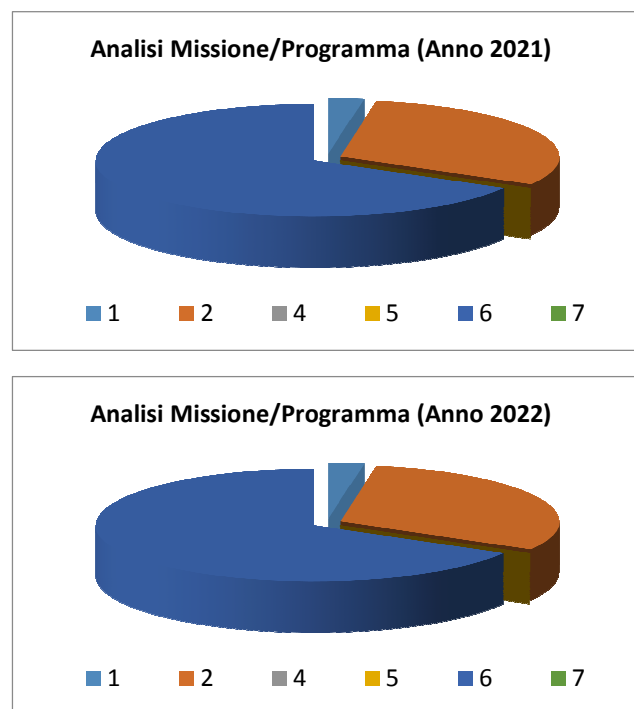 Analisi Missione/Programma (Anno 2021)
1 2 4 5 6 7
Analisi Missione/Programma (Anno 2022)
1 2 4 5 6 7